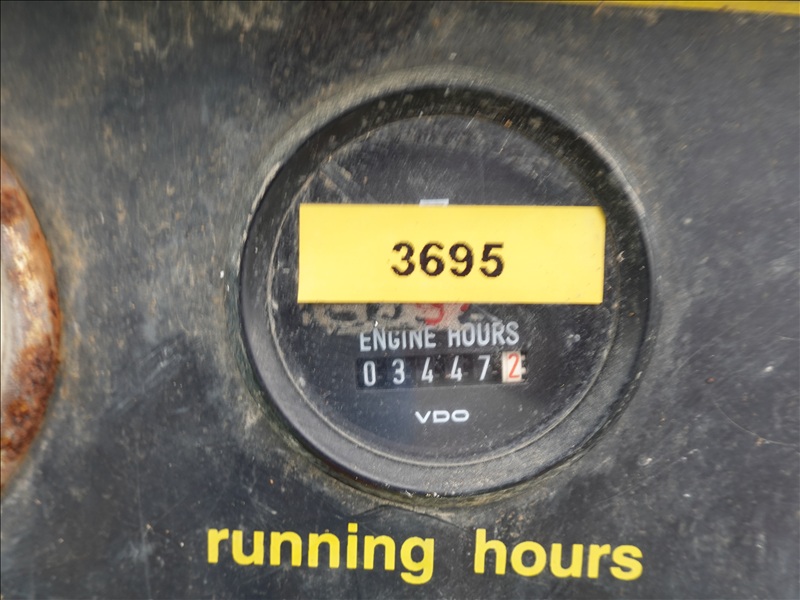 3695
ENGINE HOURS
034472
VDO
running hours